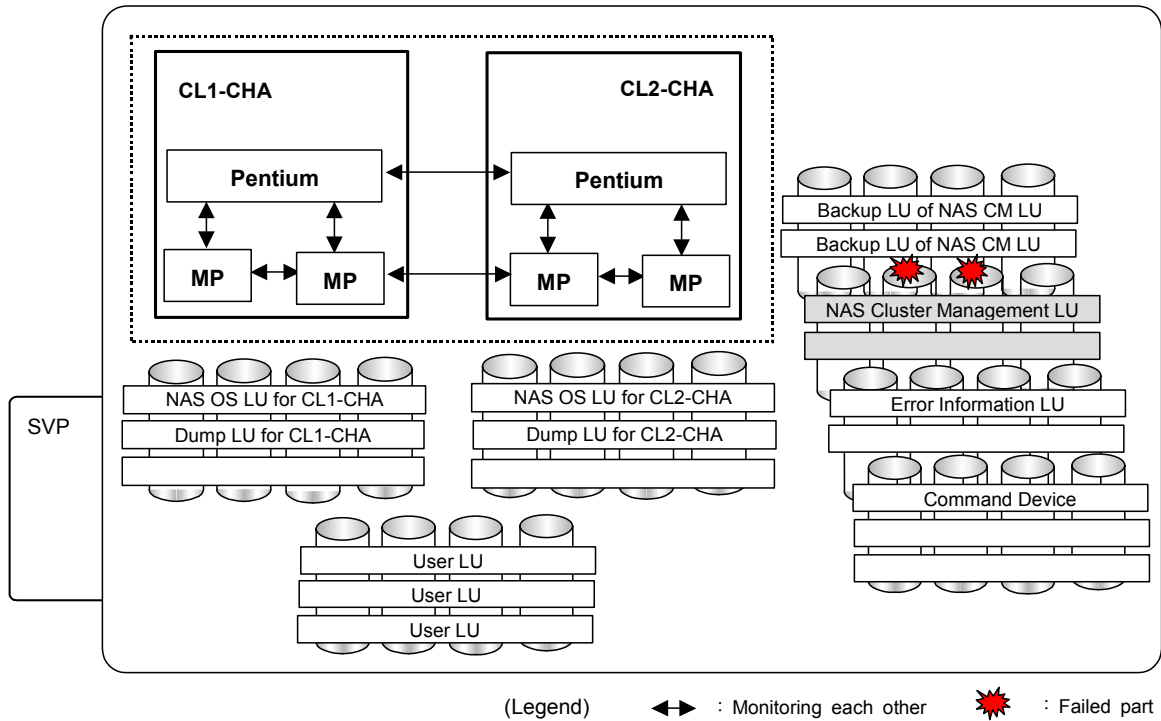 CL1-CHA
CL2-CHA
Pentium
Pentium
MP
MP
MP
MP
Backup LU of NAS CM LU
Backup LU of NAS CM LU
NAS Cluster Management LU
Error Information LU
Command Device
NAS OS LU for CL1-CHA
Dump LU for CL1-CHA
NAS OS LU for CL2-CHA
Dump LU for CL2-CHA
SVP
User LU
User LU
User LU
(Legend) : Monitoring each other : Failed part